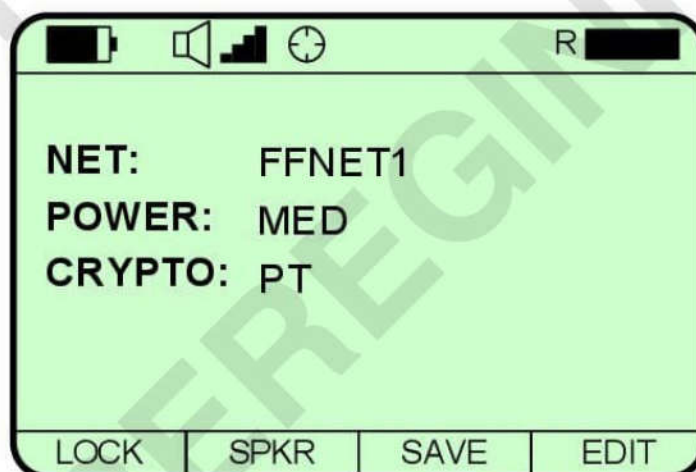 R
NET: FFNET1
POWER: MED
CRYPTO: PT
LOCK SPKR SAVE EDIT